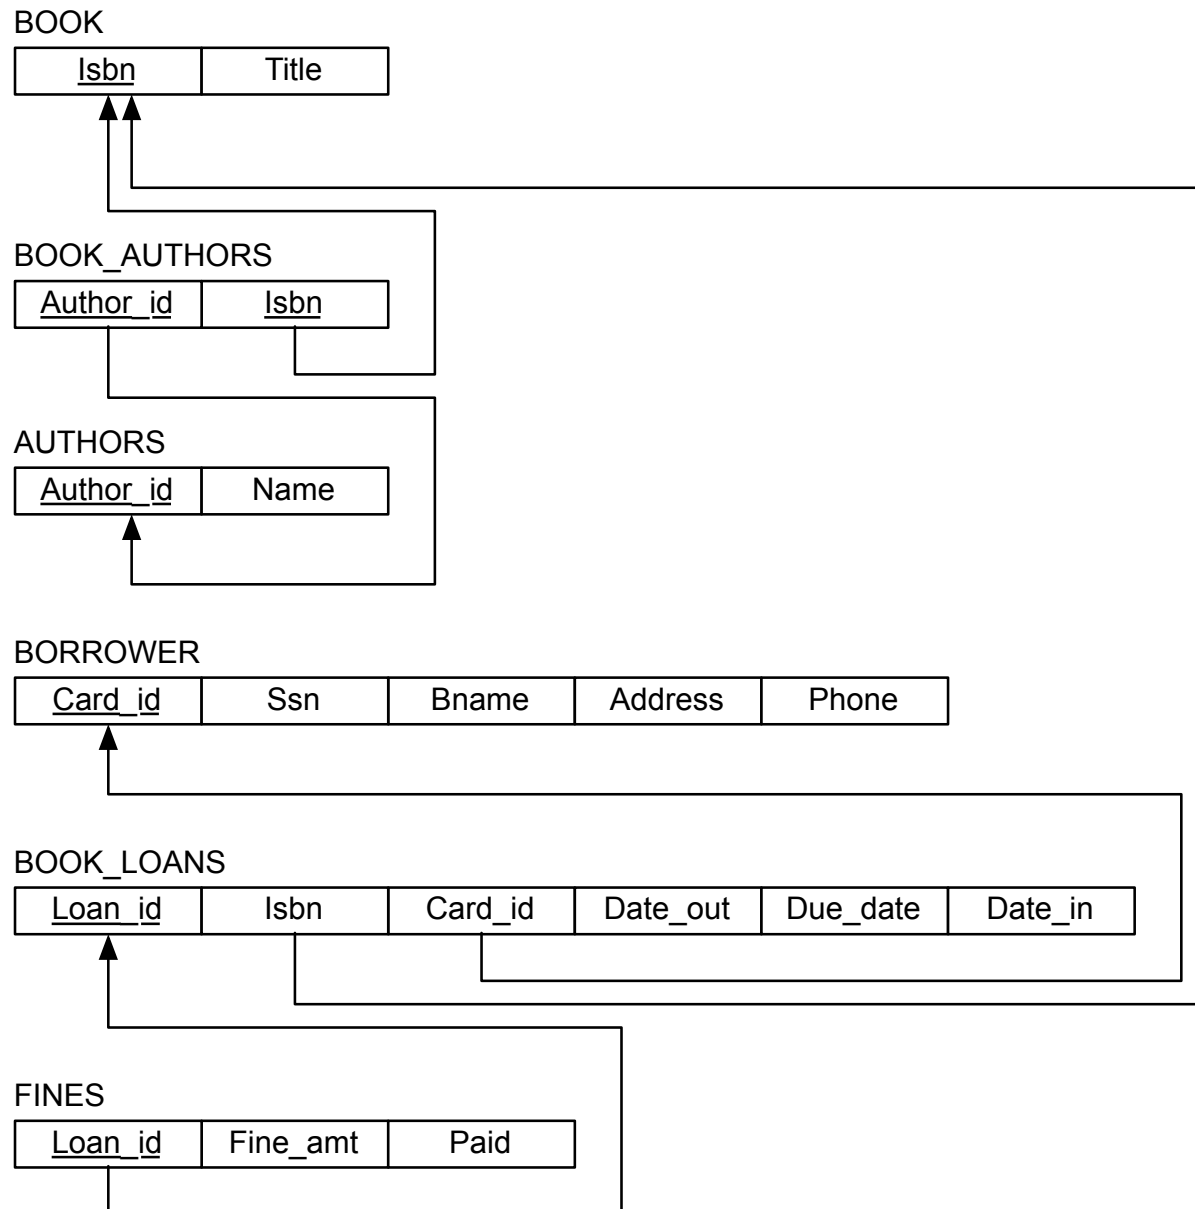 BOOK
Isbn Title
BOOK_AUTHORS
Author_id Isbn
AUTHORS
Author_id Name
BORROWER
Card_id Ssn Bname Address Phone
BOOK_LOANS
Loan_id Isbn Card_id Date_out Due_date Date_in
FINES
Loan_id Fine_amt Paid